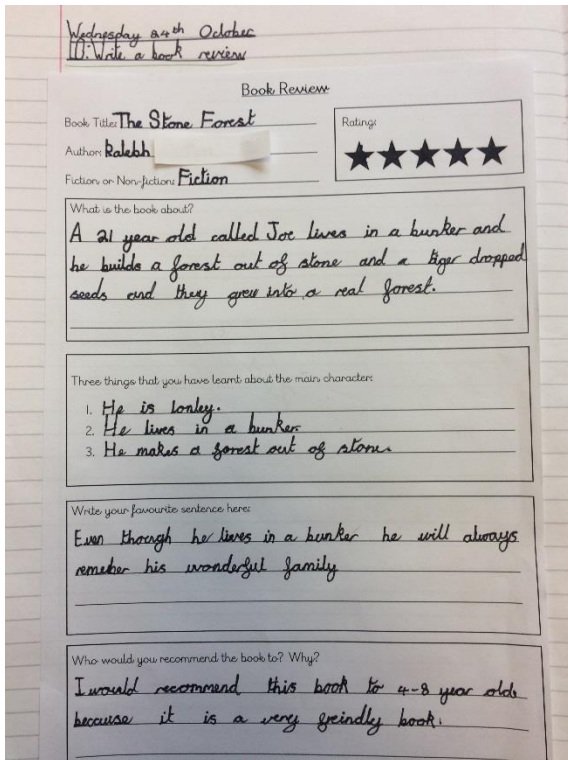 Wednesday 24th October
LO: Write a book review
Book Review
Book Title: The Stone Forest
Rating:
Author: Kalebh
Fiction or Non-fiction: Fiction
What is the book about?
A 21 year old called Joe lives in a bunker and
he builds a forest out of stone and a tiger dropped
seeds and they grew into a real forest.
Three things that you have learnt about the main character:
1. He is lonley.
2. He lives in a bunker.
3. He makes a forest out of stone.
Write your favourite sentence here:
Even though he lives in a bunker he will always
remeber his wonderful family
Who would you recommend the book to? Why?
I would recommend this book to 4-8 year olds
because it is a very freindly book.